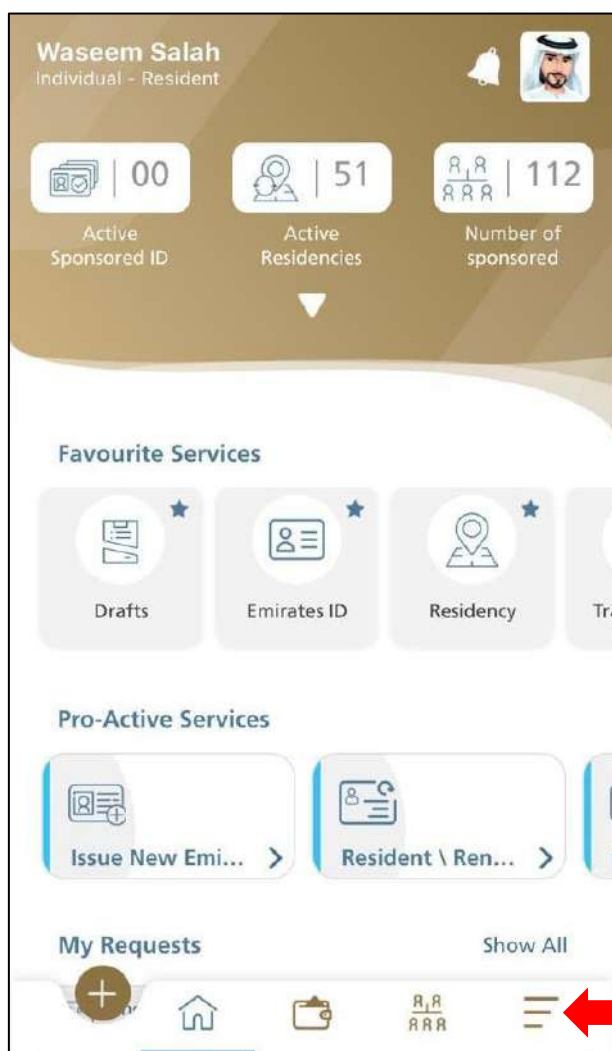 Waseem Salah
Individual - Resident
00
51
112
Active
Sponsored ID
Active
Residencies
Number of
sponsored
Favourite Services
Drafts
Emirates ID
Residency
Pro-Active Services
Issue New Emi...
Resident \ Ren...
My Requests
Show All